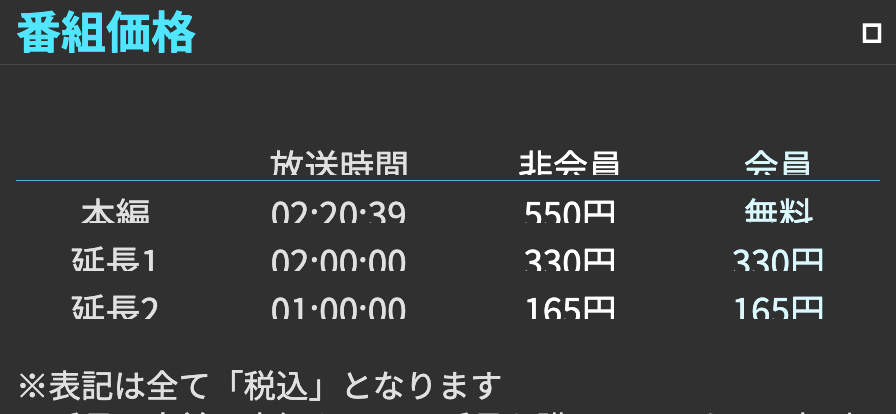 番組価格
放送時間 非会員 会員
本編 02:20:39 550円 無料
延長1 02:00:00 330円 330円
延長2 01:00:00 165円 165円
※表記は全て「税込」となります